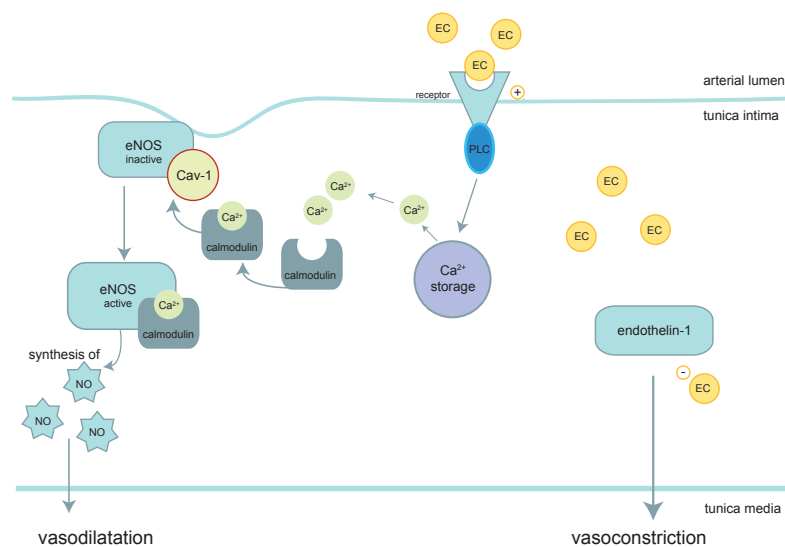 EC
EC
EC
receptor
+
arterial lumen
tunica intima
eNOS
inactive
Cav-1
PLC
Ca²⁺
Ca²⁺
Ca²⁺
Ca²⁺
calmodulin
calmodulin
EC
EC
EC
Ca²⁺
storage
eNOS
active
Ca²⁺
calmodulin
endothelin-1
synthesis of
NO
NO
NO
-
EC
tunica media
vasodilatation
vasoconstriction